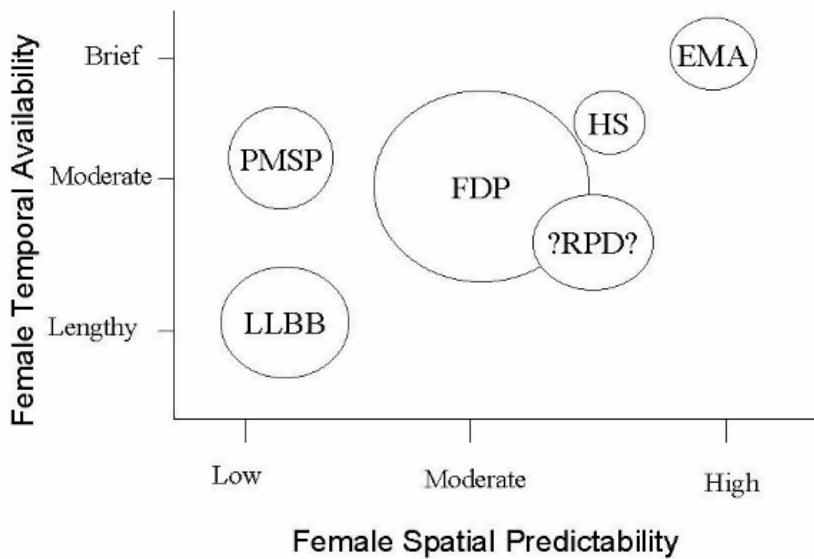 Female Temporal Availability
Brief
Moderate
Lengthy
EMA
HS
PMSP
FDP
?RPD?
LLBB
Low
Moderate
High
Female Spatial Predictability